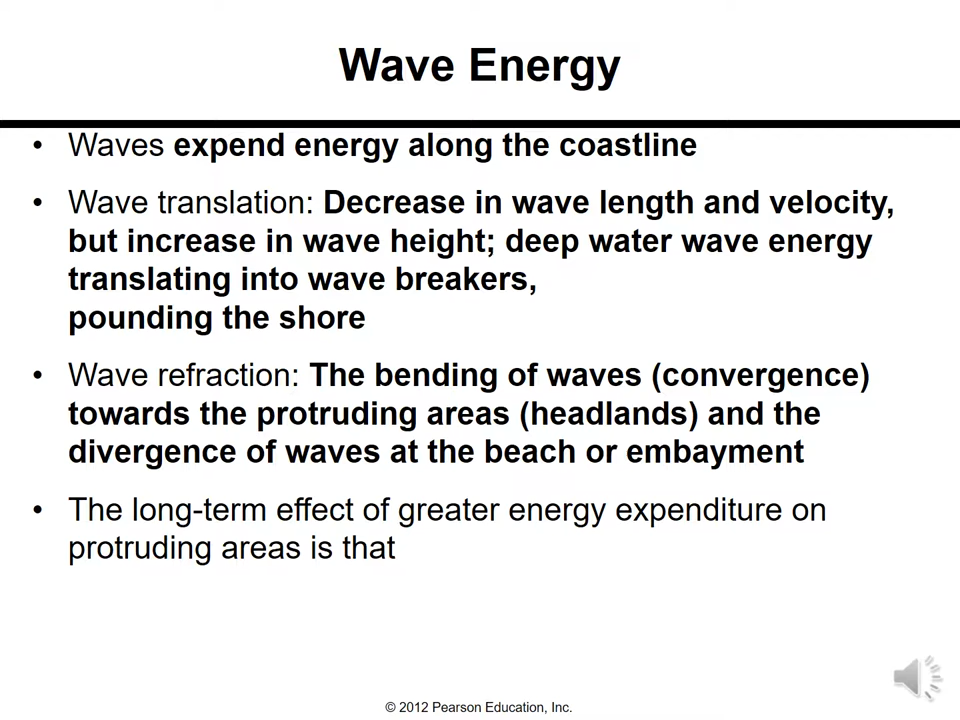 Wave Energy
• Waves expend energy along the coastline
• Wave translation: Decrease in wave length and velocity,
but increase in wave height; deep water wave energy
translating into wave breakers,
pounding the shore
• Wave refraction: The bending of waves (convergence)
towards the protruding areas (headlands) and the
divergence of waves at the beach or embayment
• The long-term effect of greater energy expenditure on
protruding areas is that
© 2012 Pearson Education, Inc.